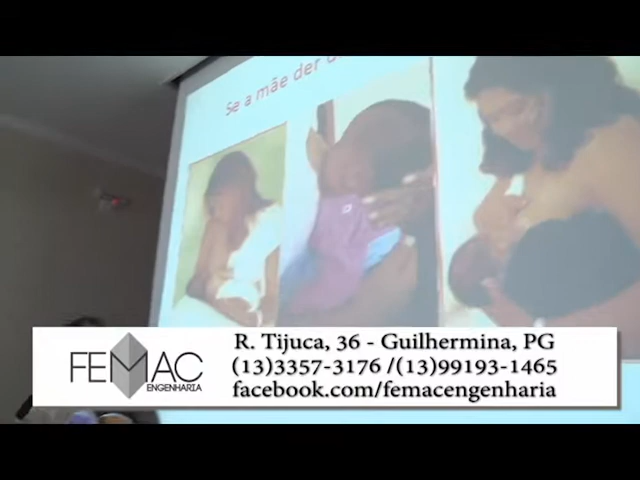 Se a mãe der
FEMAC
ENGENHARIA
R. Tijuca, 36 - Guilhermina, PG
(13)3357-3176 /(13)99193-1465
facebook.com/femacengenharia